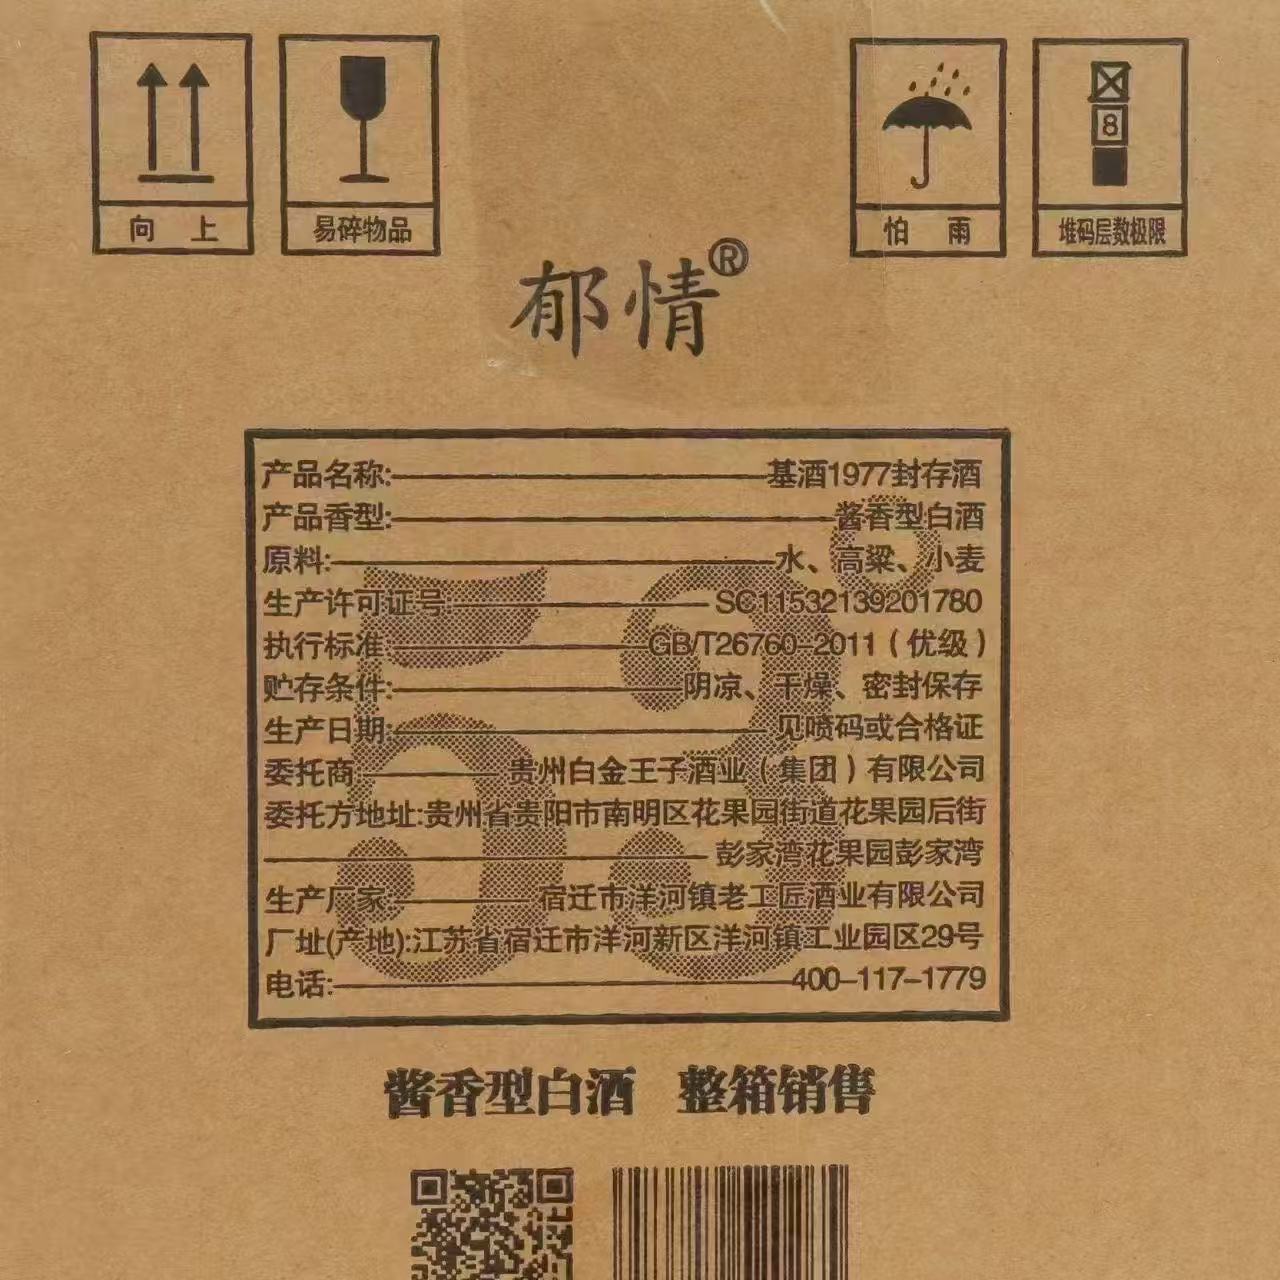 向 上
易碎物品
怕 雨
8
堆码层数极限
郁情®
产品名称:基酒1977封存酒
产品香型:酱香型白酒
原料:水、高粱、小麦
生产许可证号:SC11532139201780
执行标准 GB/T26760-2011(优级)
贮存条件:阴凉、干燥、密封保存
生产日期:见喷码或合格证
委托商 贵州白金王子酒业(集团)有限公司
委托方地址:贵州省贵阳市南明区花果园街道花果园后街
彭家湾花果园彭家湾
生产厂家 宿迁市洋河镇老工匠酒业有限公司
厂址(产地):江苏省宿迁市洋河新区洋河镇工业园区29号
电话:400-117-1779
53°
酱香型白酒 整箱销售